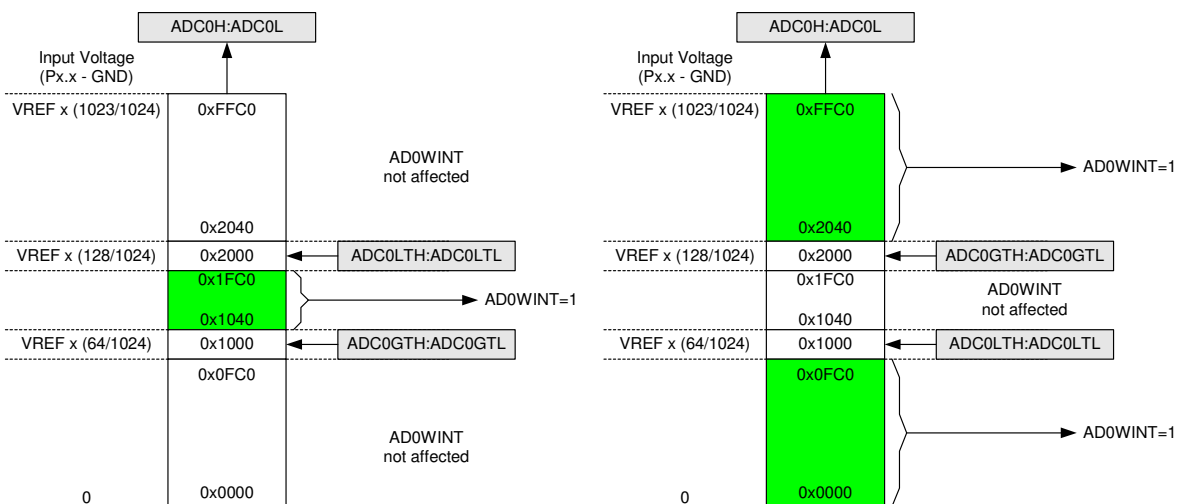 ADC0H:ADC0L
Input Voltage
(Px.x - GND)
VREF x (1023/1024)
0xFFC0
AD0WINT
not affected
0x2040
VREF x (128/1024)
0x2000
ADC0LTH:ADC0LTL
0x1FC0
AD0WINT=1
0x1040
VREF x (64/1024)
0x1000
ADC0GTH:ADC0GTL
0x0FC0
AD0WINT
not affected
0
0x0000
ADC0H:ADC0L
Input Voltage
(Px.x - GND)
VREF x (1023/1024)
0xFFC0
AD0WINT=1
0x2040
VREF x (128/1024)
0x2000
ADC0GTH:ADC0GTL
0x1FC0
AD0WINT
not affected
0x1040
VREF x (64/1024)
0x1000
ADC0LTH:ADC0LTL
0x0FC0
AD0WINT=1
0
0x0000